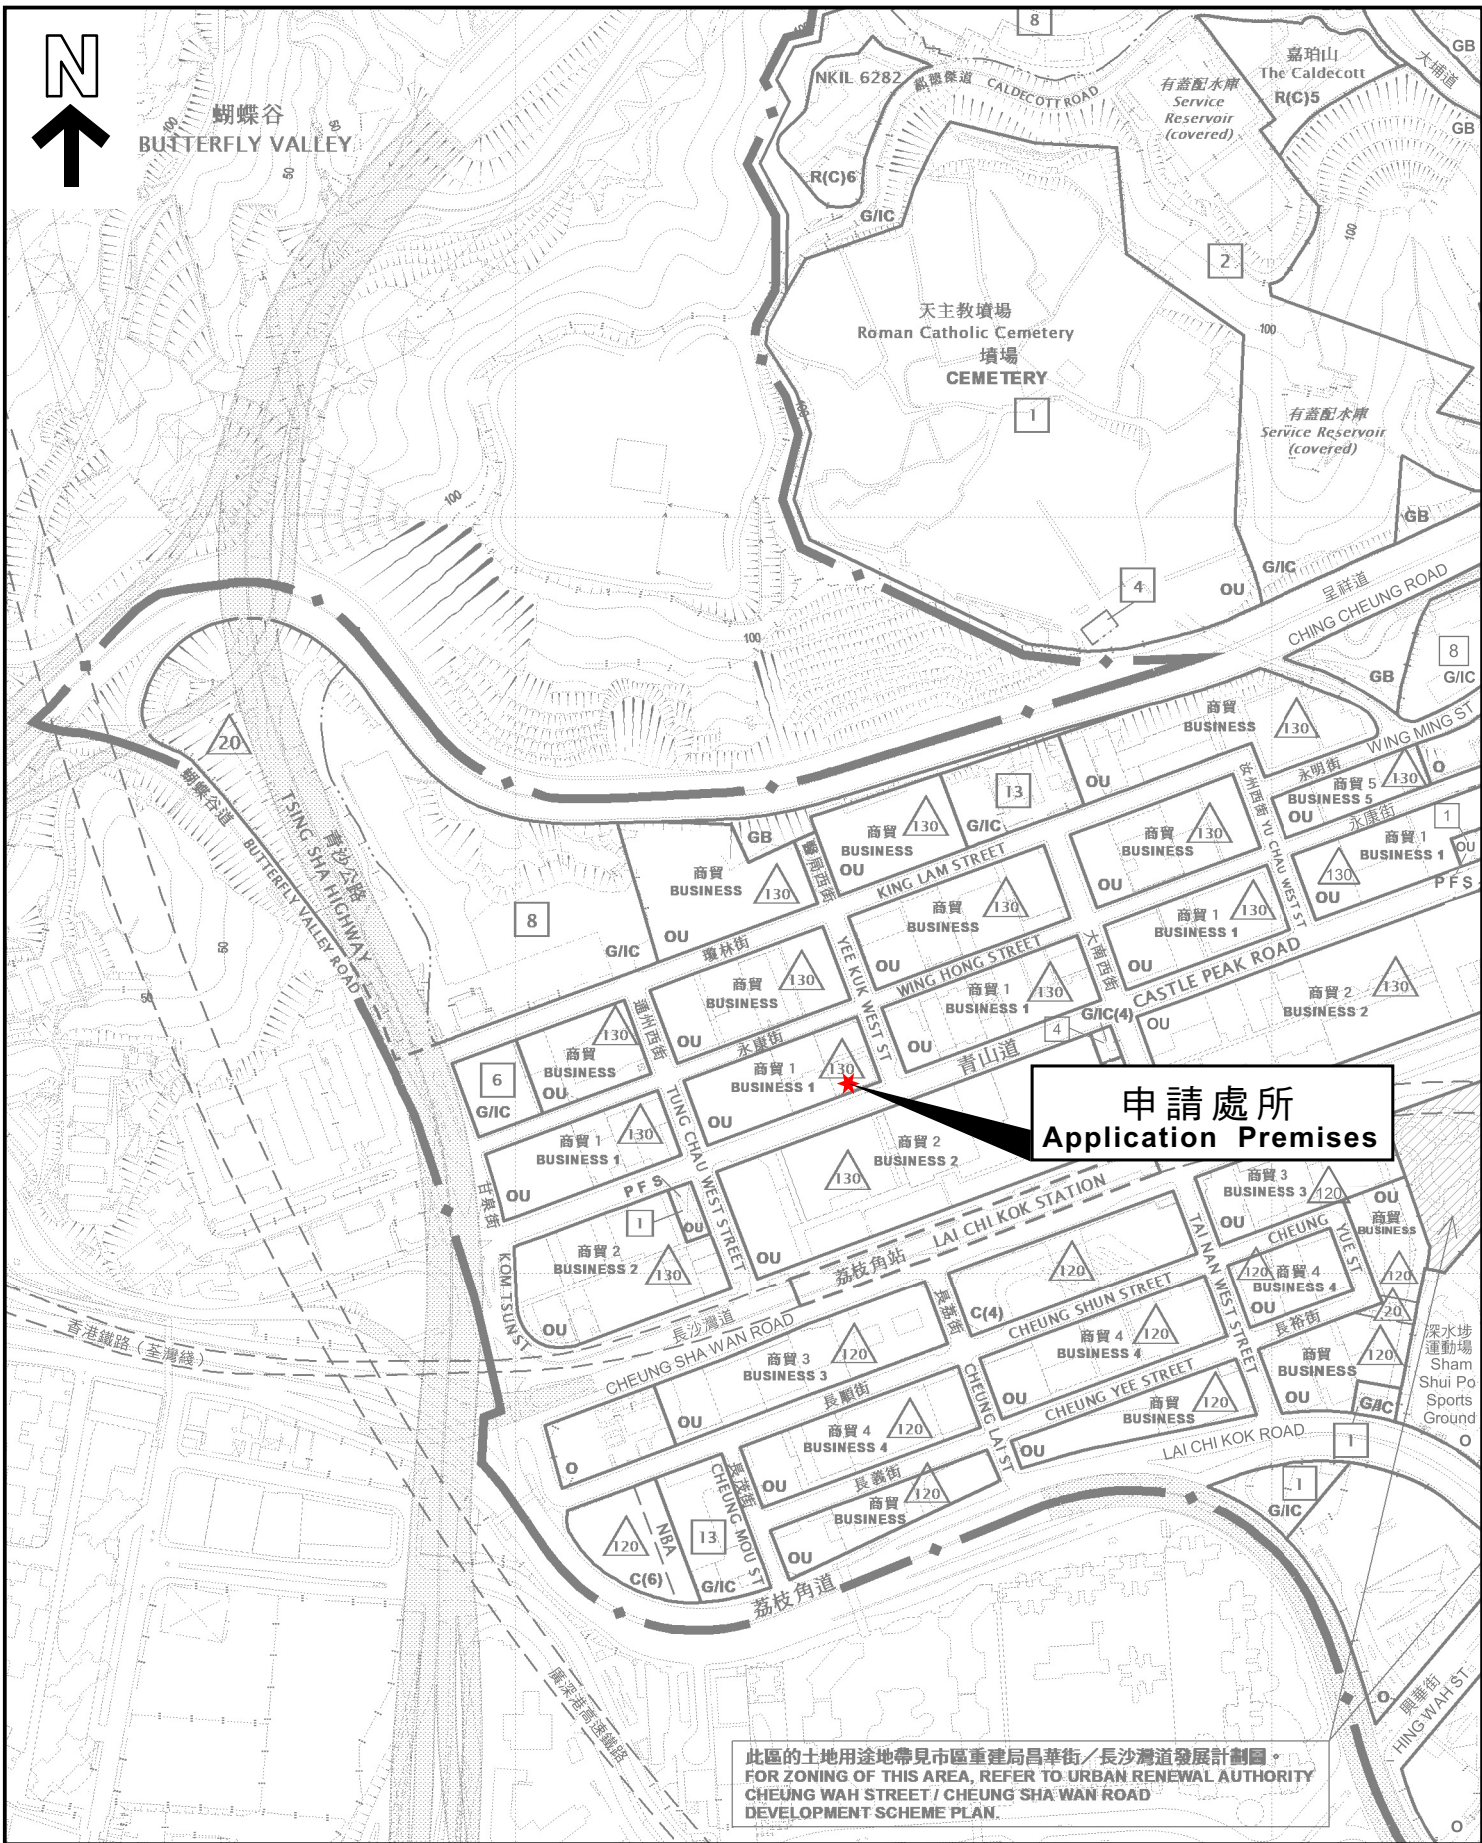 N
8
GB
嘉珀山
The Caldecott
R(C)5
大埔道
GB
NKIL 6282
郝德傑道 CALDECOTT ROAD
有蓋配水庫
Service
Reservoir
(covered)
蝴蝶谷
BUTTERFLY VALLEY
100
50
50
R(C)6
G/IC
100
2
天主教墳場
Roman Catholic Cemetery
墳場
CEMETERY
1
100
有蓋配水庫
Service Reservoir
(covered)
100
100
GB
G/IC
4
OU
呈祥道
CHING CHEUNG ROAD
100
8
G/IC
GB
20
蝴蝶谷道
BUTTERFLY VALLEY ROAD
青沙公路
TSING SHA HIGHWAY
商貿
BUSINESS
130
WING MING ST
永明街
商貿 5
BUSINESS 5
130
O
OU
永康街
13
G/IC
OU
汝州西街 YU CHAU WEST ST
商貿 1
BUSINESS 1
130
OU
1
OU
P F S
GB
醫局西街
商貿
BUSINESS
130
OU
KING LAM STREET
商貿
BUSINESS
130
OU
商貿
BUSINESS
130
OU
8
G/IC
瓊林街
YEE KUK WEST ST
商貿
BUSINESS
130
OU
WING HONG STREET
大南西街
商貿 1
BUSINESS 1
130
OU
CASTLE PEAK ROAD
50
50
商貿
BUSINESS
130
OU
永康街
商貿 1
BUSINESS 1
130
OU
青山道
G/IC(4)
4
OU
商貿 2
BUSINESS 2
130
通州西街
6
G/IC
商貿
BUSINESS
130
OU
商貿 1
BUSINESS 1
130
OU
申請處所
Application Premises
商貿 1
BUSINESS 1
130
OU
TUNG CHAU WEST STREET
商貿 2
BUSINESS 2
130
OU
甘泉街
KOM TSUN ST
P F S
1
OU
商貿 2
BUSINESS 2
130
OU
荔枝角站
LAI CHI KOK STATION
商貿 3
BUSINESS 3
120
OU
OU
商貿
BUSINESS
120
CHEUNG
YUE ST
TAI NAN WEST STREET
商貿 4
BUSINESS 4
120
OU
20
長裕街
香港鐵路（荃灣綫）
長沙灣道
CHEUNG SHA WAN ROAD
長荔街
120
C(4)
CHEUNG SHUN STREET
商貿 4
BUSINESS 4
120
OU
商貿
BUSINESS
120
OU
G/IC
深水埗
運動場
Sham
Shui Po
Sports
Ground
商貿 3
BUSINESS 3
120
OU
長順街
CHEUNG LAI ST
CHEUNG YEE STREET
商貿
BUSINESS
120
OU
LAI CHI KOK ROAD
1
O
O
商貿 4
BUSINESS 4
120
OU
長義街
長茂街
CHEUNG MOU ST
商貿
BUSINESS
120
OU
1
G/IC
120
NBA
C(6)
13
G/IC
荔枝角道
廣深港高速鐵路
O
興華街
HING WAH ST
此區的土地用途地帶見市區重建局昌華街／長沙灣道發展計劃圖。
FOR ZONING OF THIS AREA, REFER TO URBAN RENEWAL AUTHORITY
CHEUNG WAH STREET / CHEUNG SHA WAN ROAD
DEVELOPMENT SCHEME PLAN.
O